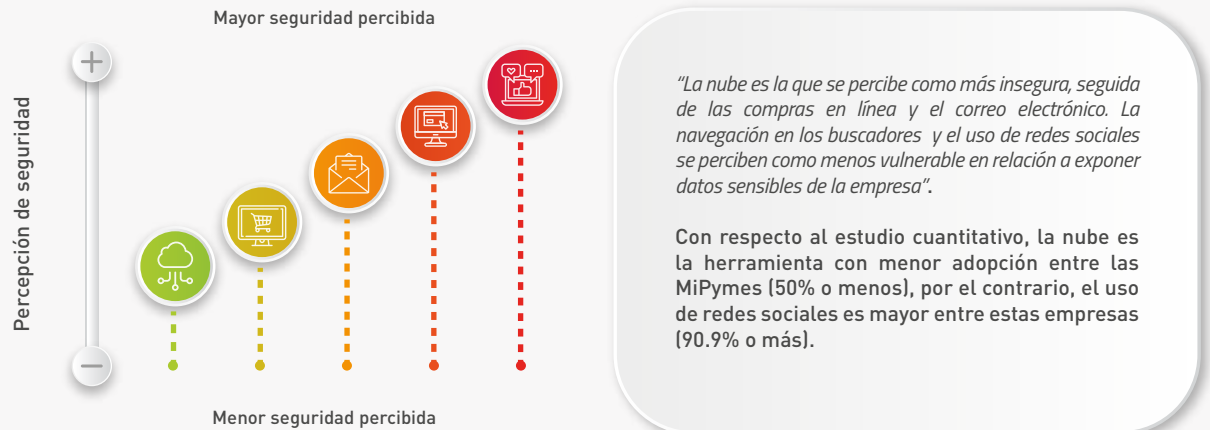 Mayor seguridad percibida
Percepción de seguridad
Menor seguridad percibida
“La nube es la que se percibe como más insegura, seguida
de las compras en línea y el correo electrónico. La
navegación en los buscadores y el uso de redes sociales
se perciben como menos vulnerable en relación a exponer
datos sensibles de la empresa”.
Con respecto al estudio cuantitativo, la nube es
la herramienta con menor adopción entre las
MiPymes (50% o menos), por el contrario, el uso
de redes sociales es mayor entre estas empresas
(90.9% o más).